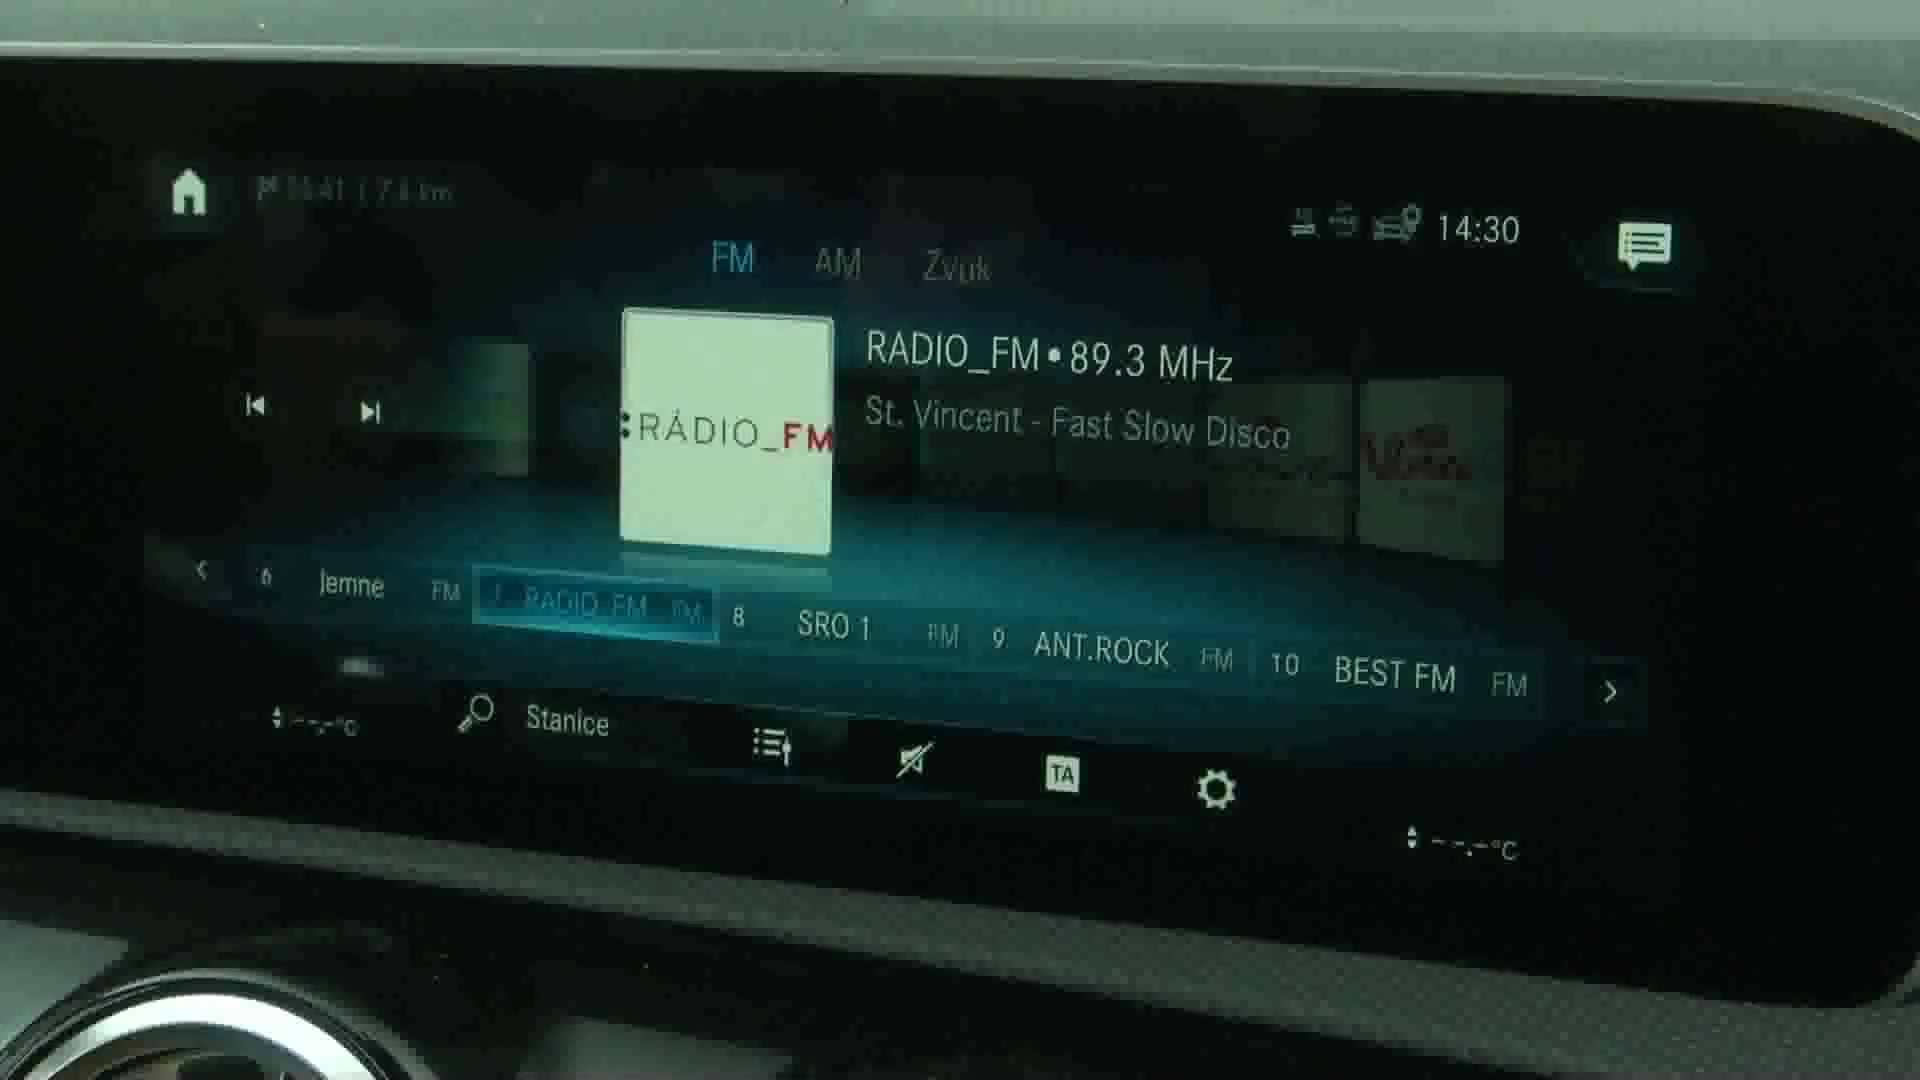 14:30
FM AM Zvuk
RADIO_FM • 89.3 MHz
St. Vincent - Fast Slow Disco
:RÁDIO_FM
6 Jemne FM 7 RADIO_FM FM 8 SRO 1 FM 9 ANT.ROCK FM 10 BEST FM FM
--.-°C
Stanice
TA
--.-°C